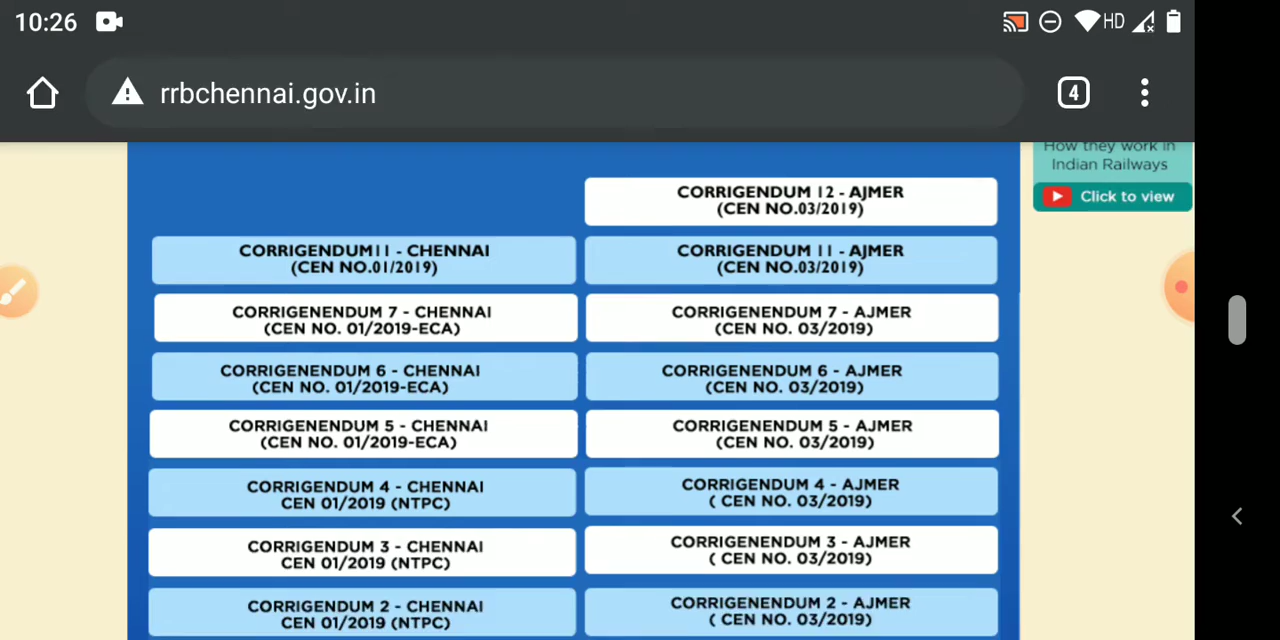 10:26
HD
rrbchennai.gov.in
4
How they work in
Indian Railways
Click to view
CORRIGENDUM 12 - AJMER
(CEN NO.03/2019)
CORRIGENDUM11 - CHENNAI
(CEN NO.01/2019)
CORRIGENDUM 11 - AJMER
(CEN NO.03/2019)
CORRIGENENDUM 7 - CHENNAI
(CEN NO. 01/2019-ECA)
CORRIGENENDUM 7 - AJMER
(CEN NO. 03/2019)
CORRIGENENDUM 6 - CHENNAI
(CEN NO. 01/2019-ECA)
CORRIGENENDUM 6 - AJMER
(CEN NO. 03/2019)
CORRIGENENDUM 5 - CHENNAI
(CEN NO. 01/2019-ECA)
CORRIGENENDUM 5 - AJMER
(CEN NO. 03/2019)
CORRIGENDUM 4 - CHENNAI
CEN 01/2019 (NTPC)
CORRIGENDUM 4 - AJMER
( CEN NO. 03/2019)
CORRIGENDUM 3 - CHENNAI
CEN 01/2019 (NTPC)
CORRIGENENDUM 3 - AJMER
( CEN NO. 03/2019)
CORRIGENDUM 2 - CHENNAI
CEN 01/2019 (NTPC)
CORRIGENENDUM 2 - AJMER
( CEN NO. 03/2019)